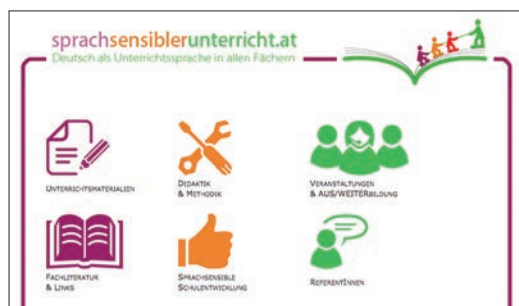 sprachsensiblerunterricht.at
Deutsch als Unterrichtssprache in allen Fächern
UNTERRICHTSMATERIALIEN
DIDAKTIK
& METHODIK
VERANSTALTUNGEN
& AUS/WEITERBILDUNG
FACHLITERATUR
& LINKS
SPRACHSENSIBLE
SCHULENTWICKLUNG
REFERENTINNEN